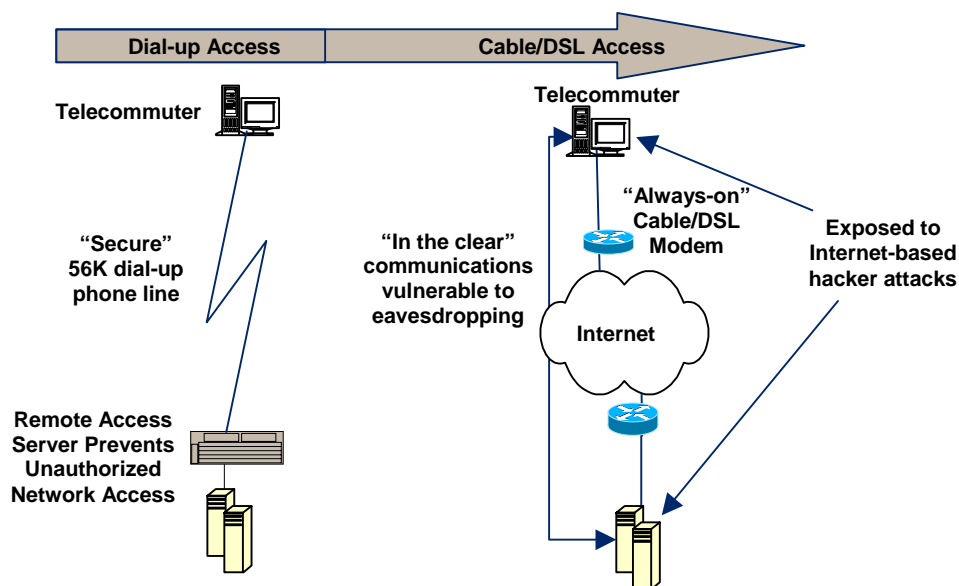 Dial-up Access
Cable/DSL Access
Telecommuter
Telecommuter
“Secure”
56K dial-up
phone line
“In the clear”
communications
vulnerable to
eavesdropping
“Always-on”
Cable/DSL
Modem
Exposed to
Internet-based
hacker attacks
Internet
Remote Access
Server Prevents
Unauthorized
Network Access